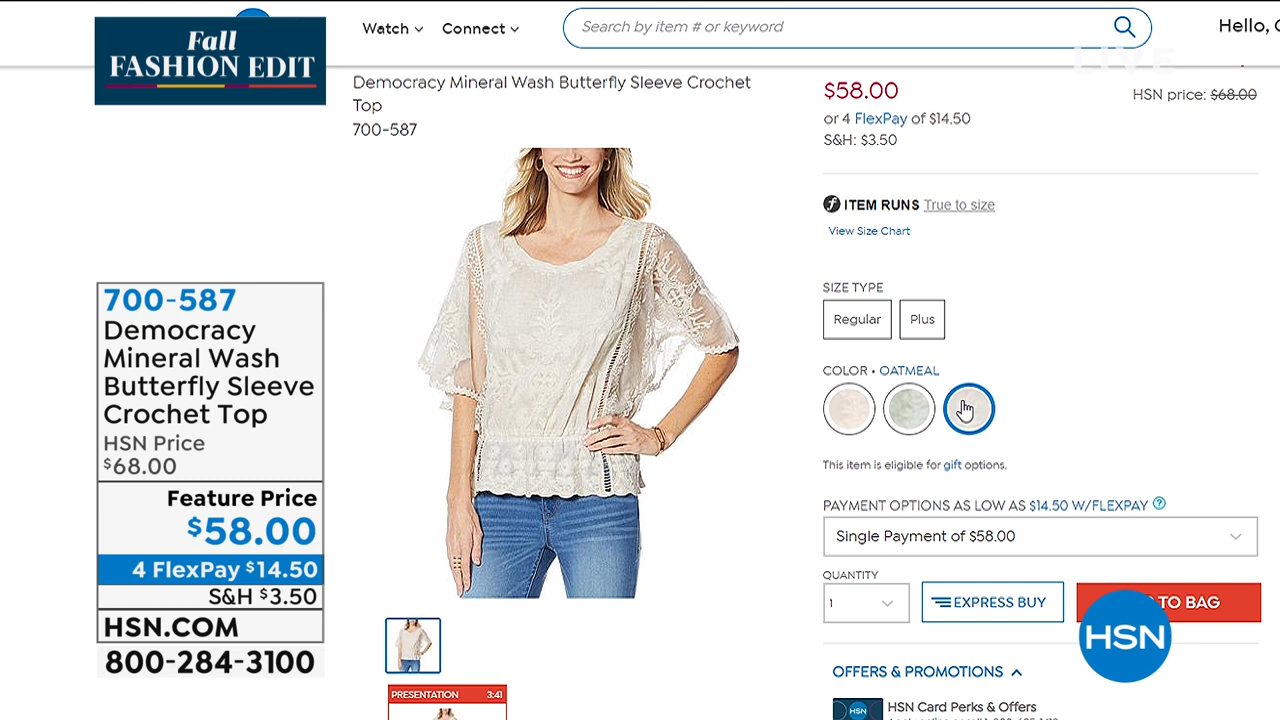 Fall
FASHION EDIT
Watch
Connect
Search by item # or keyword
Hello,
LIVE
Democracy Mineral Wash Butterfly Sleeve Crochet
Top
700-587
$58.00
HSN price: $68.00
or 4 FlexPay of $14.50
S&H: $3.50
f ITEM RUNS True to size
View Size Chart
SIZE TYPE
Regular
Plus
COLOR • OATMEAL
This item is eligible for gift options.
PAYMENT OPTIONS AS LOW AS $14.50 W/FLEXPAY ?
Single Payment of $58.00
QUANTITY
1
EXPRESS BUY
TO BAG
HSN
OFFERS & PROMOTIONS
HSN
HSN Card Perks & Offers
700-587
Democracy
Mineral Wash
Butterfly Sleeve
Crochet Top
HSN Price
$68.00
Feature Price
$58.00
4 FlexPay $14.50
S&H $3.50
HSN.COM
800-284-3100
PRESENTATION 3:41